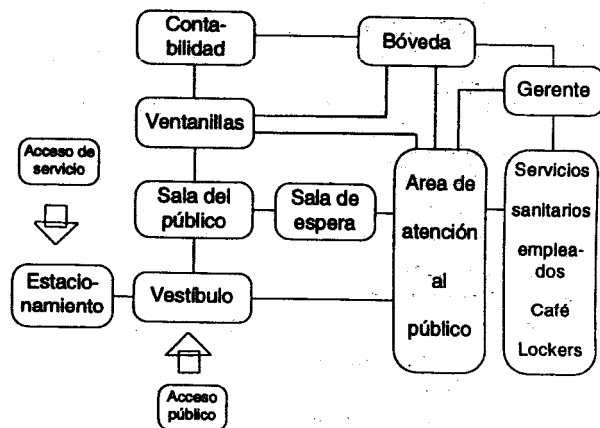 Conta-
bilidad
Bóveda
Gerente
Ventanillas
Acceso de
servicio
Sala del
público
Sala de
espera
Area de
atención
al
público
Servicios
sanitarios
emplea-
dos
Café
Lockers
Estacio-
namiento
Vestíbulo
Acceso
público